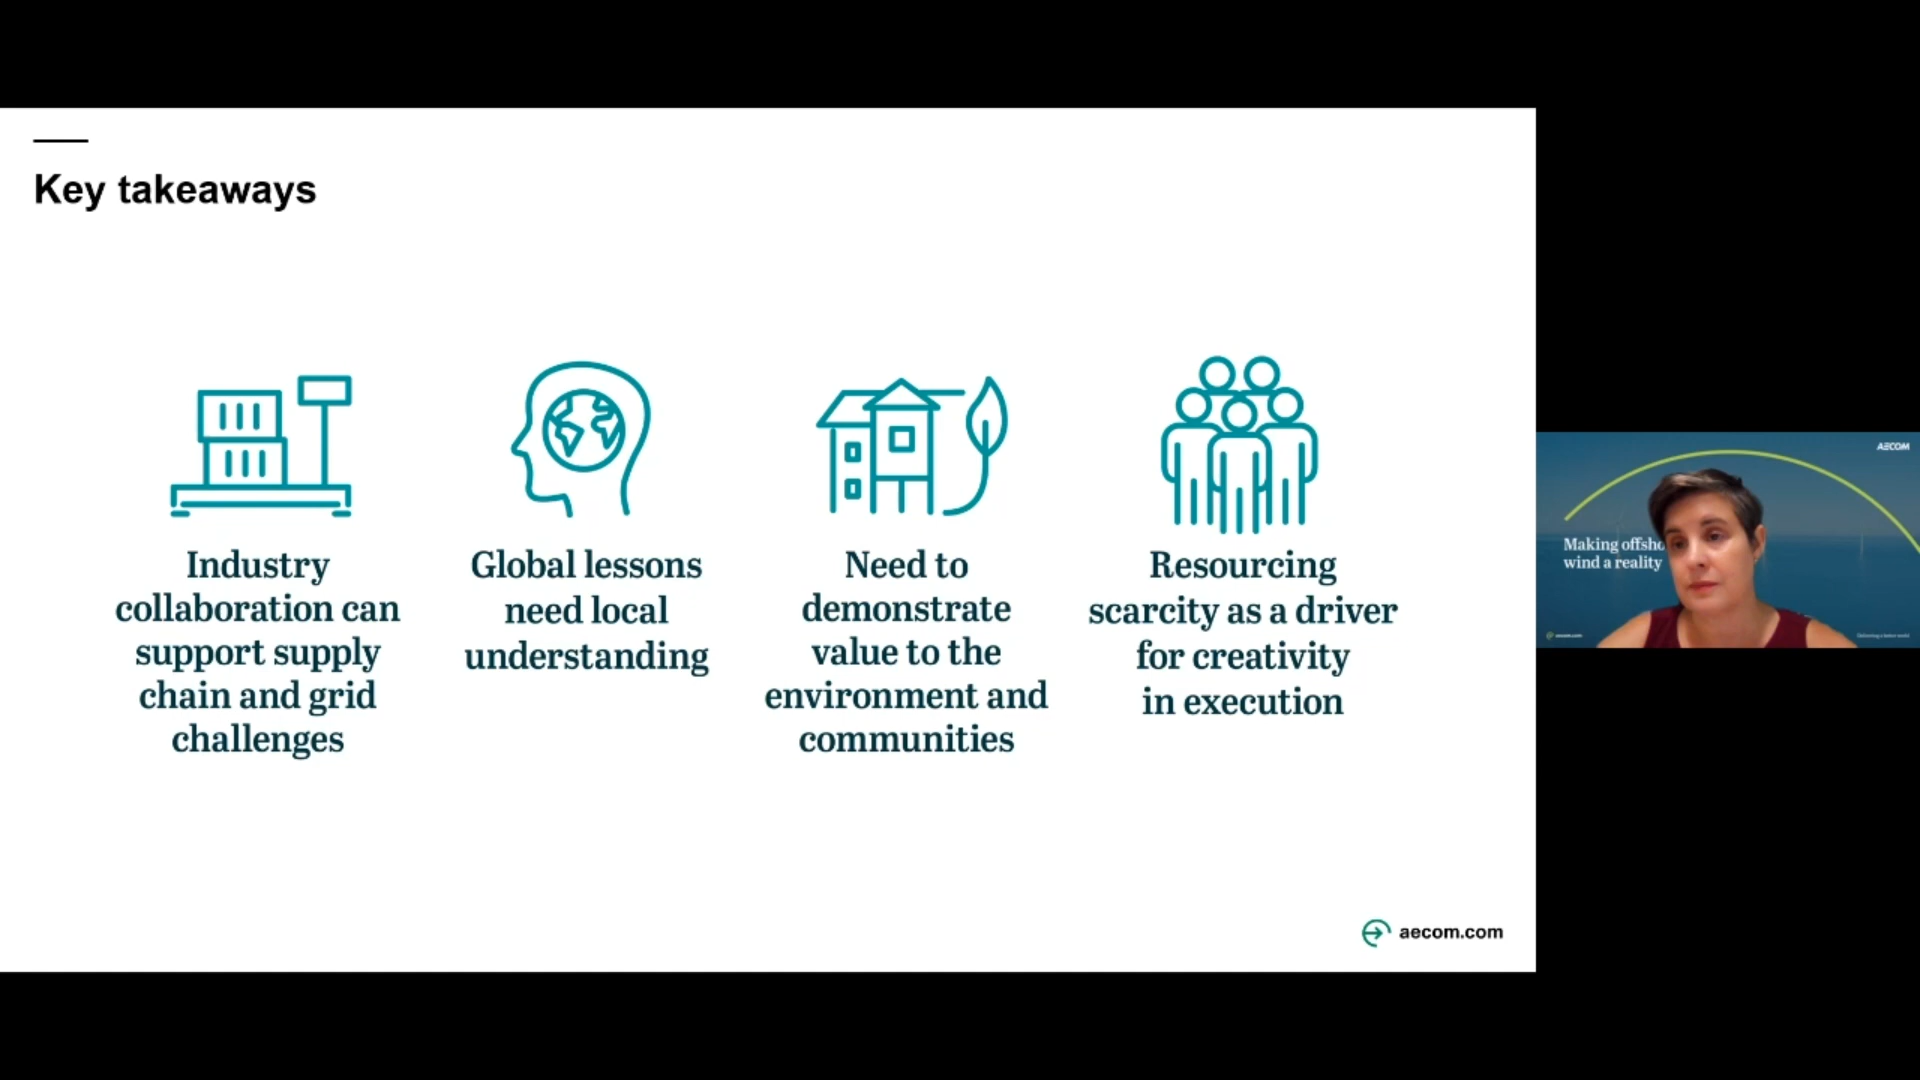 Key takeaways
Industry
collaboration can
support supply
chain and grid
challenges
Global lessons
need local
understanding
Need to
demonstrate
value to the
environment and
communities
Resourcing
scarcity as a driver
for creativity
in execution
aecom.com
AECOM
Making offsho
wind a reality
aecom.com